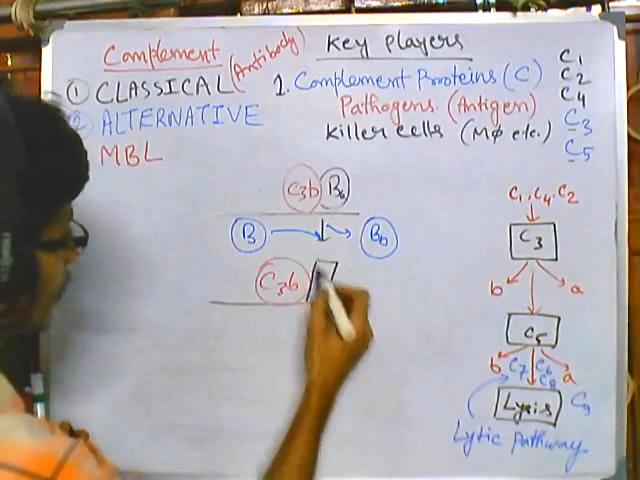 Complement
① CLASSICAL (Antibody)
② ALTERNATIVE
MBL
Key players
1. Complement Proteins (C)
Pathogens. (Antigen)
Killer cells (MØ etc.)
C1
C2
C4
C3
C5
C3b Bb
B Bb
C3b
C1, C4, C2
C3
b a
C5
b C7 C6 a
C8
Lysis C9
Lytic pathway